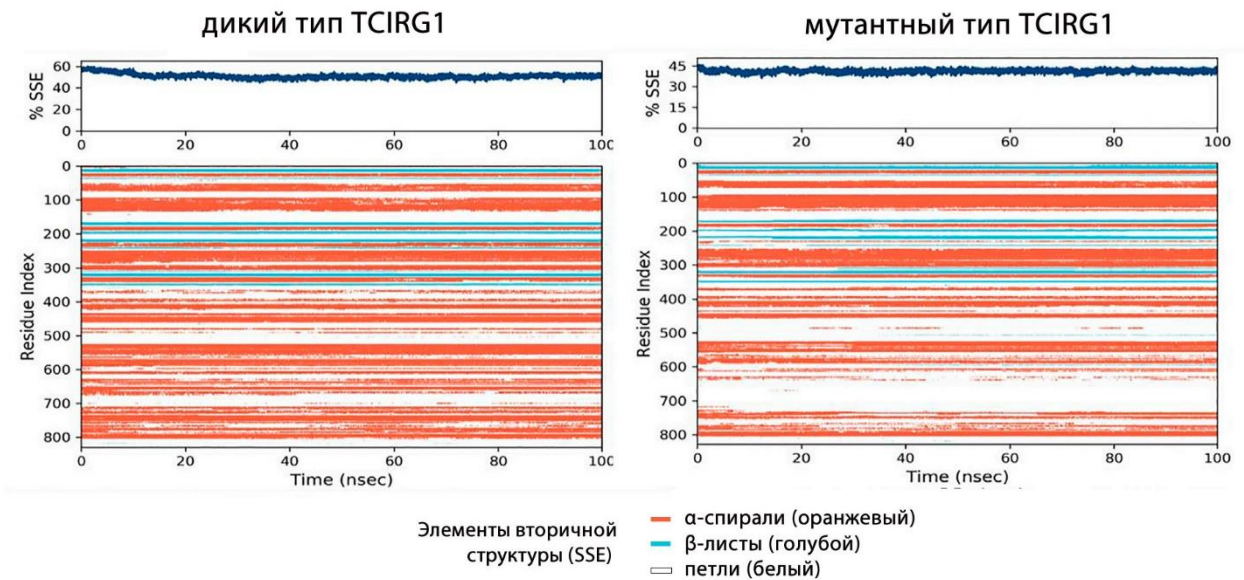 дикий тип TCIRG1
мутантный тип TCIRG1
% SSE
60
40
20
0
0 20 40 60 80 100
% SSE
45
30
15
0
0 20 40 60 80 100
Residue Index
0
100
200
300
400
500
600
700
800
0 20 40 60 80 100
Time (nsec)
Residue Index
0
100
200
300
400
500
600
700
800
0 20 40 60 80 100
Time (nsec)
Элементы вторичной
структуры (SSE)
α-спирали (оранжевый)
β-листы (голубой)
петли (белый)